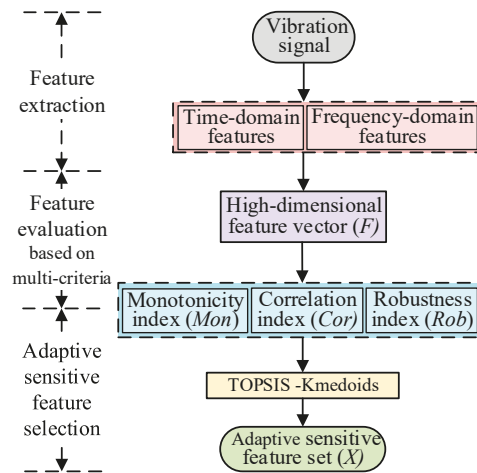 Vibration
signal
Feature
extraction
Time-domain
features
Frequency-domain
features
Feature
evaluation
based on
multi-criteria
High-dimensional
feature vector (F)
Monotonicity
index (Mon)
Correlation
index (Cor)
Robustness
index (Rob)
Adaptive
sensitive
feature
selection
TOPSIS -Kmedoids
Adaptive sensitive
feature set (X)